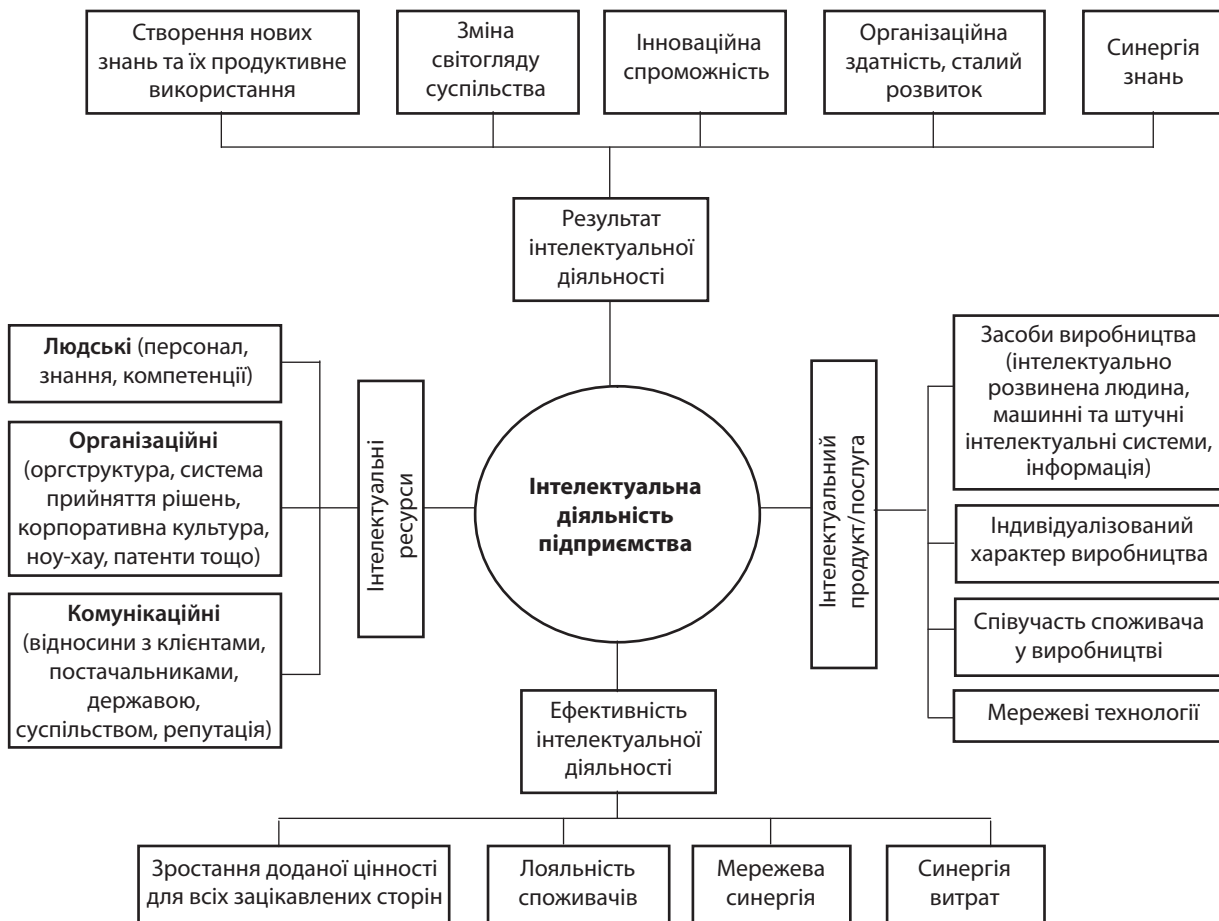 Створення нових
знань та їх продуктивне
використання
Зміна
світогляду
суспільства
Інноваційна
спроможність
Організаційна
здатність, сталий
розвиток
Синергія
знань
Результат
інтелектуальної
діяльності
Людські (персонал,
знання, компетенції)
Організаційні
(оргструктура, система
прийняття рішень,
корпоративна культура,
ноу-хау, патенти тощо)
Комунікаційні
(відносини з клієнтами,
постачальниками,
державою,
суспільством, репутація)
Інтелектуальні
ресурси
Інтелектуальна
діяльність
підприємства
Інтелектуальний
продукт/послуга
Засоби виробництва
(інтелектуально
розвинена людина,
машинні та штучні
інтелектуальні системи,
інформація)
Індивідуалізований
характер виробництва
Співучасть споживача
у виробництві
Мережеві технології
Ефективність
інтелектуальної
діяльності
Зростання доданої цінності
для всіх зацікавлених сторін
Лояльність
споживачів
Мережева
синергія
Синергія
витрат